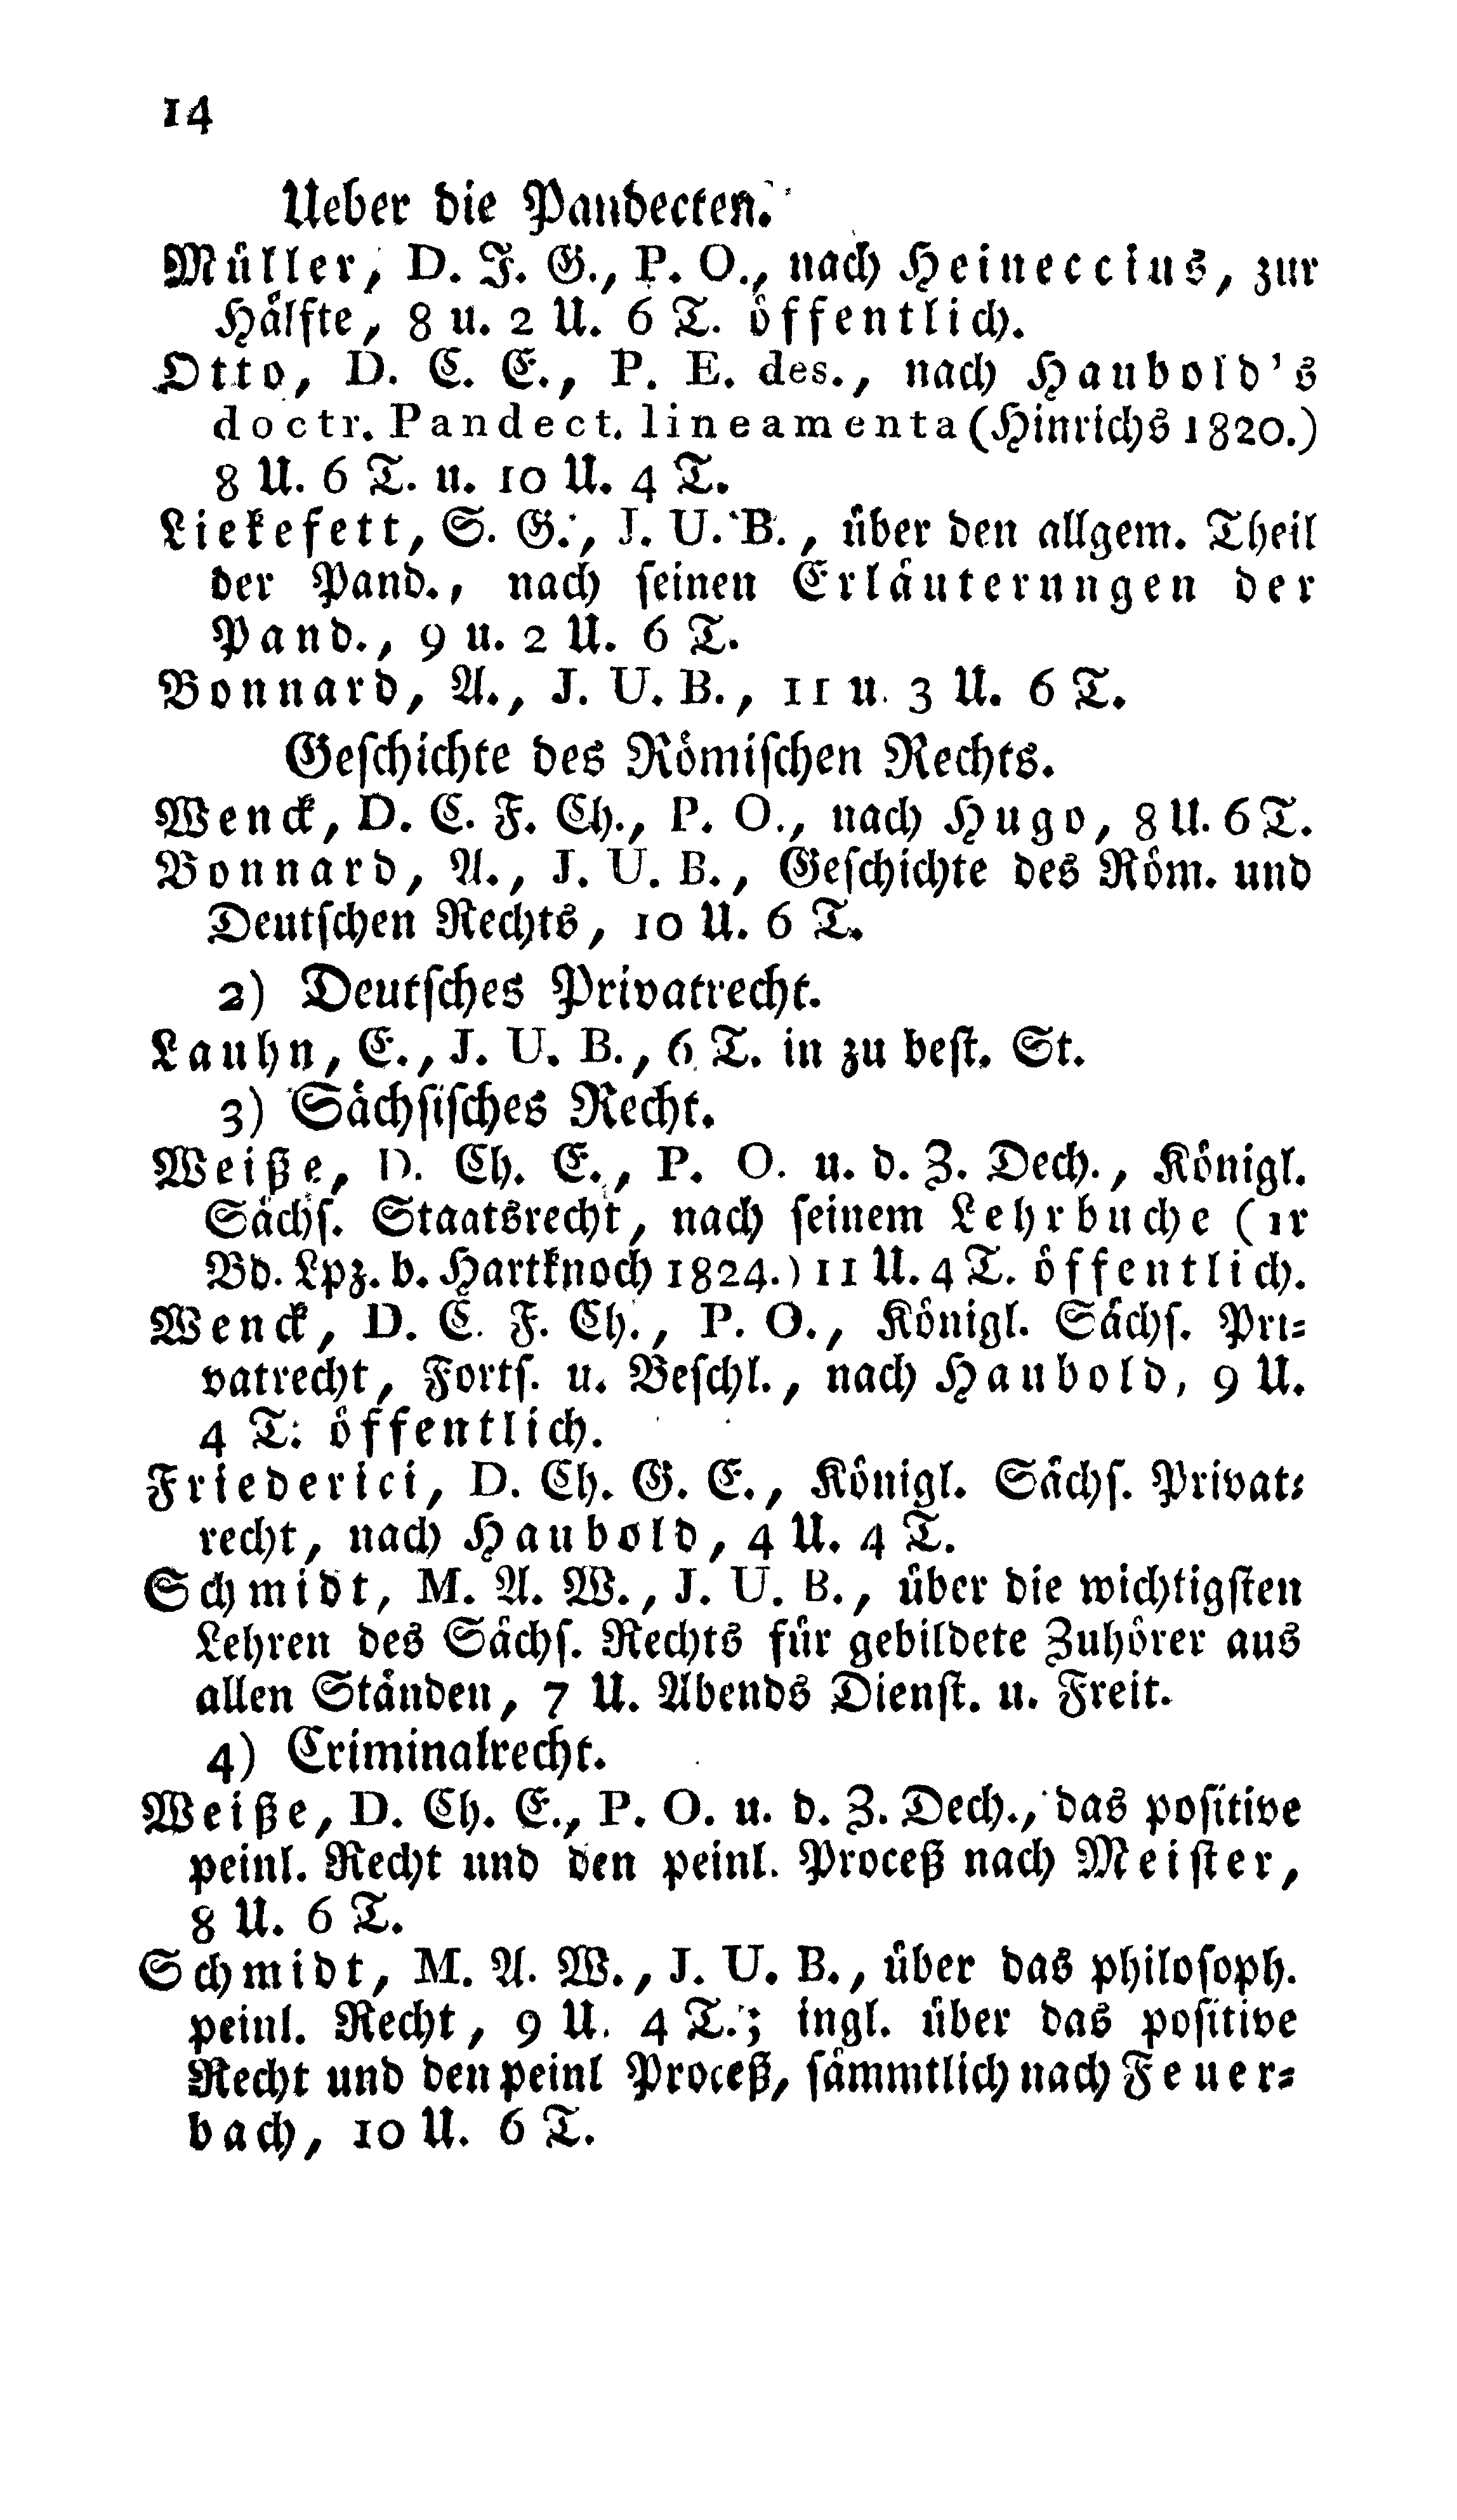 14
Ueber die Pandecten.
Müller, D. J. G., P. O., nach Heineccius, zur
Hälfte, 8 u. 2 U. 6 T. öffentlich.
Otto, D. C. E., P. E. des., nach Haubold's
doctr. Pandect. lineamenta (Hinrichs 1820.)
8 U. 6 T. u. 10 U. 4 T.
Liekefett, S. G., J. U. B., über den allgem. Theil
der Pand., nach seinen Erläuterungen der
Pand., 9 u. 2 U. 6 T.
Bonnard, A., J. U. B., 11 u. 3 U. 6 T.
Geschichte des Römischen Rechts.
Wenck, D. C. F. Ch., P. O., nach Hugo, 8 U. 6 T.
Bonnard, A., J. U. B., Geschichte des Röm. und
Deutschen Rechts, 10 U. 6 T.
2) Deutsches Privatrecht.
Lauhn, E., J. U. B., 6 T. in zu best. St.
3) Sächsisches Recht.
Weiße, D. Ch. E., P. O. u. d. Z. Dech., Königl.
Sächs. Staatsrecht, nach seinem Lehrbuche (1r
Bd. Lpz. b. Hartknoch 1824.) 11 U. 4 T. öffentlich.
Wenck, D. C. F. Ch., P. O., Königl. Sächs. Pri-
vatrecht, Forts. u. Beschl., nach Haubold, 9 U.
4 T. öffentlich.
Friederici, D. Ch. G. E., Königl. Sächs. Privat-
recht, nach Haubold, 4 U. 4 T.
Schmidt, M. A. W., J. U. B., über die wichtigsten
Lehren des Sächs. Rechts für gebildete Zuhörer aus
allen Ständen, 7 U. Abends Dienst. u. Freit.
4) Criminalrecht.
Weiße, D. Ch. E., P. O. u. d. Z. Dech., das positive
peinl. Recht und den peinl. Proceß nach Meister,
8 U. 6 T.
Schmidt, M. A. W., J. U. B., über das philosoph.
peinl. Recht, 9 U. 4 T.; ingl. über das positive
Recht und den peinl Proceß, sämmtlich nach Feuer-
bach, 10 U. 6 T.